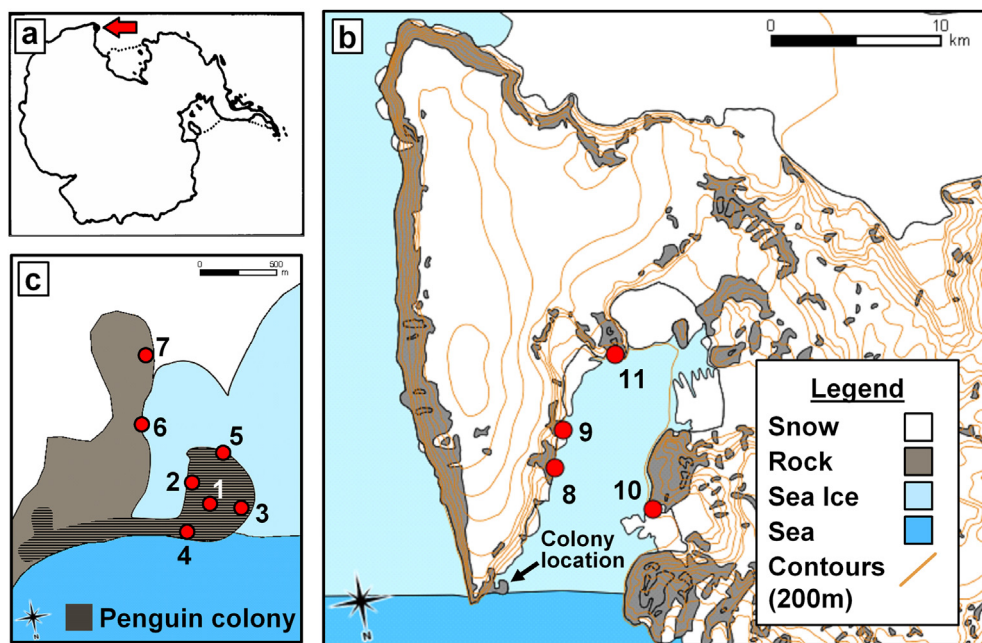 a
b
0 10
km
c
0 500
m
7
6
5
2
1
3
4
N
Penguin colony
11
9
8
10
Colony
location
N
Legend
Snow
Rock
Sea Ice
Sea
Contours
(200m)